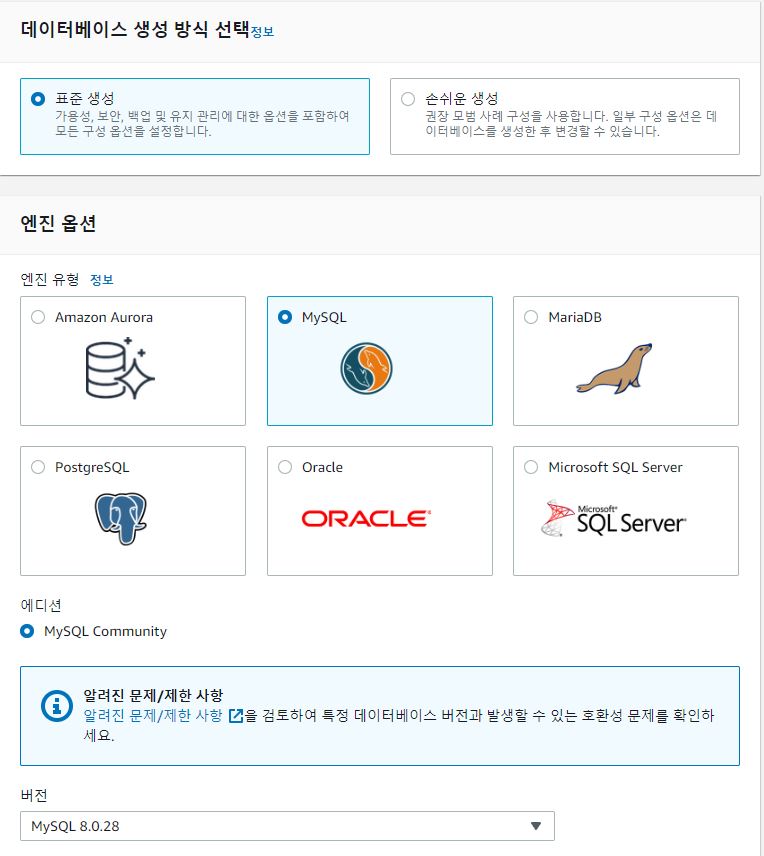 데이터베이스 생성 방식 선택정보
표준 생성
가용성, 보안, 백업 및 유지 관리에 대한 옵션을 포함하여
모든 구성 옵션을 설정합니다.
손쉬운 생성
권장 모범 사례 구성을 사용합니다. 일부 구성 옵션은 데
이터베이스를 생성한 후 변경할 수 있습니다.
엔진 옵션
엔진 유형 정보
Amazon Aurora
MySQL
MariaDB
PostgreSQL
Oracle
ORACLE®
Microsoft SQL Server
Microsoft®
SQL Server®
에디션
MySQL Community
알려진 문제/제한 사항
알려진 문제/제한 사항 을 검토하여 특정 데이터베이스 버전과 발생할 수 있는 호환성 문제를 확인하
세요.
버전
MySQL 8.0.28